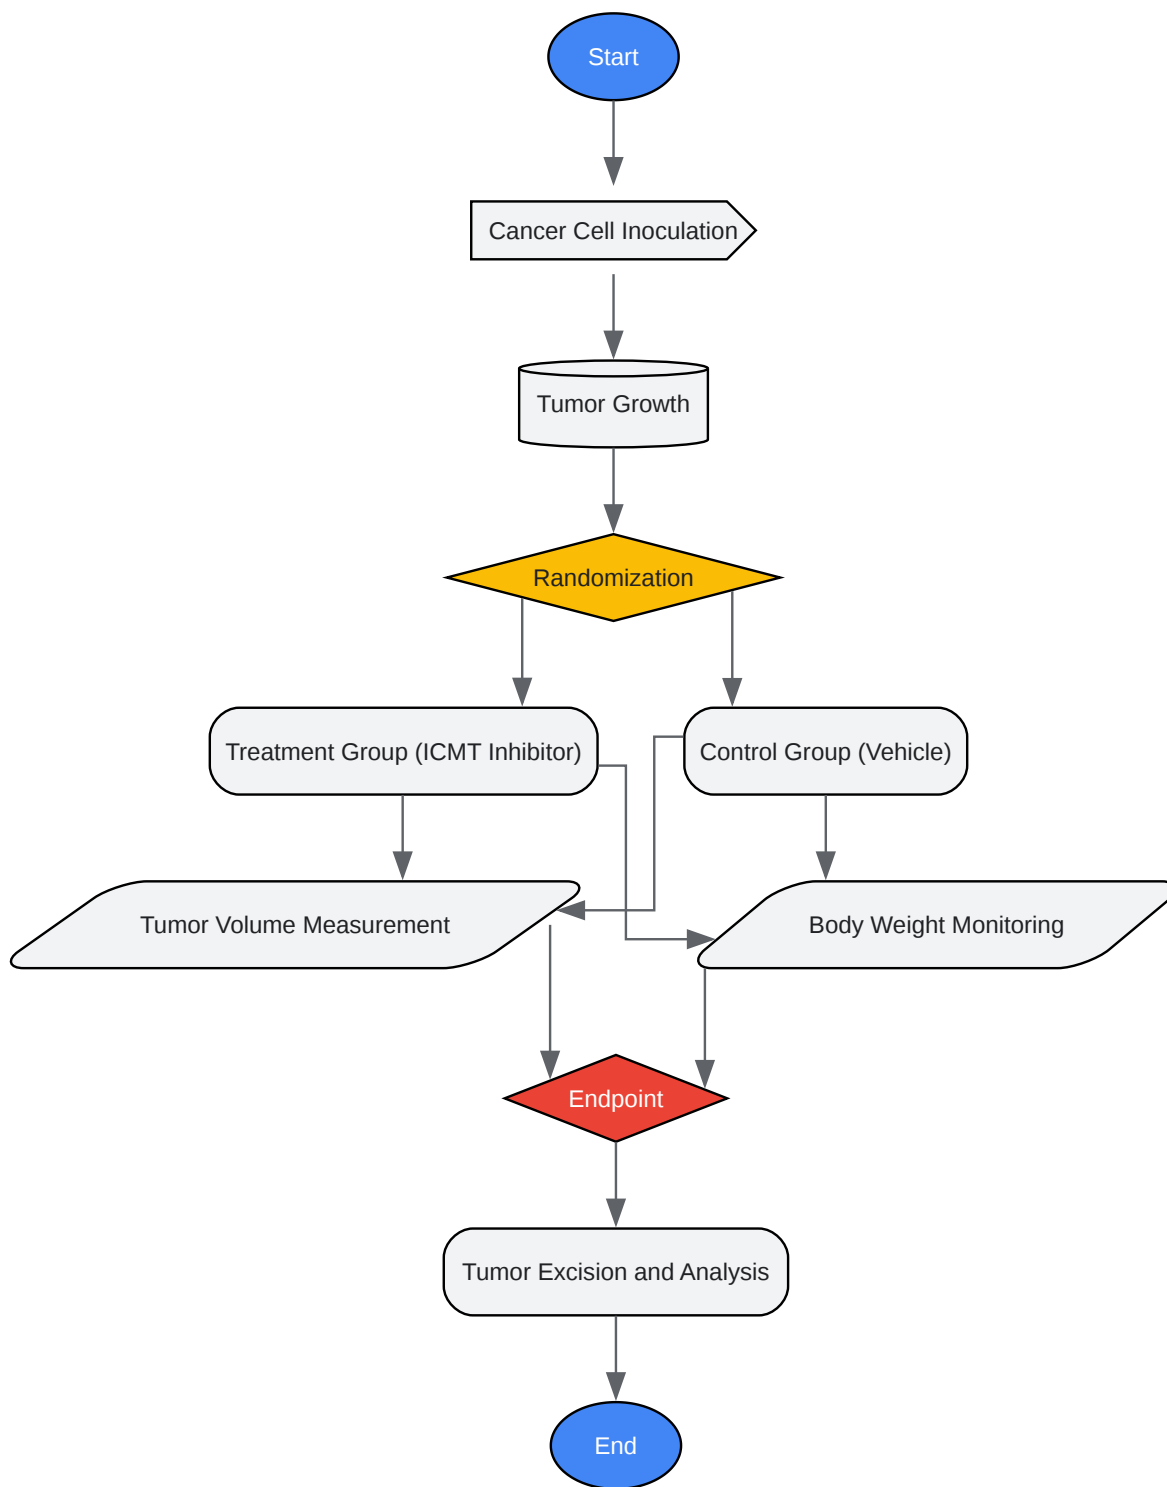 Start
Cancer Cell Inoculation
Tumor Growth
Randomization
Treatment Group (ICMT Inhibitor)
Control Group (Vehicle)
Tumor Volume Measurement
Body Weight Monitoring
Endpoint
Tumor Excision and Analysis
End